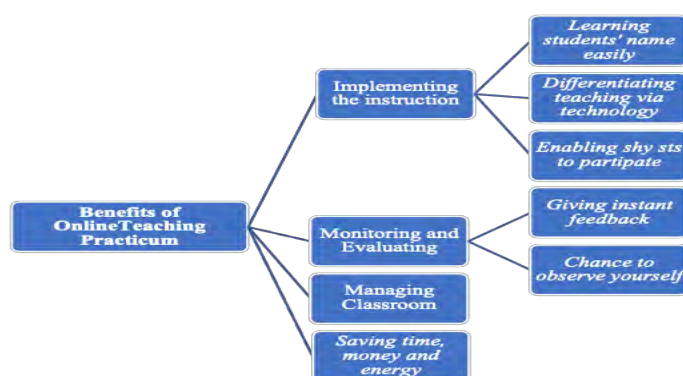 Benefits of
OnlineTeaching
Practicum
Implementing
the instruction
Learning
students' name
easily
Differentiating
teaching via
technology
Enabling shy sts
to partipate
Monitoring and
Evaluating
Giving instant
feedback
Chance to
observe yourself
Managing
Classroom
Saving time,
money and
energy